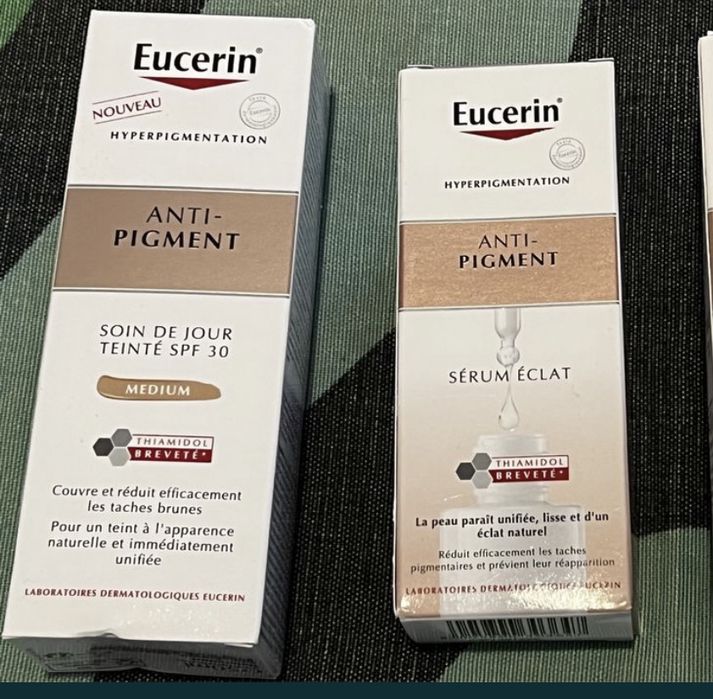 Eucerin®
NOUVEAU
HYPERPIGMENTATION
ANTI-
PIGMENT
SOIN DE JOUR
TEINTÉ SPF 30
MEDIUM
THIAMIDOL
BREVETÉ*
Couvre et réduit efficacement
les taches brunes
Pour un teint à l'apparence
naturelle et immédiatement
unifiée
LABORATOIRES DERMATOLOGIQUES EUCERIN
Eucerin®
HYPERPIGMENTATION
ANTI-
PIGMENT
SÉRUM ÉCLAT
THIAMIDOL
BREVETÉ*
La peau paraît unifiée, lisse et d'un
éclat naturel
Réduit efficacement les taches
pigmentaires et prévient leur réapparition
LABORATOIRES DERMATOLOGIQUES EUCERIN